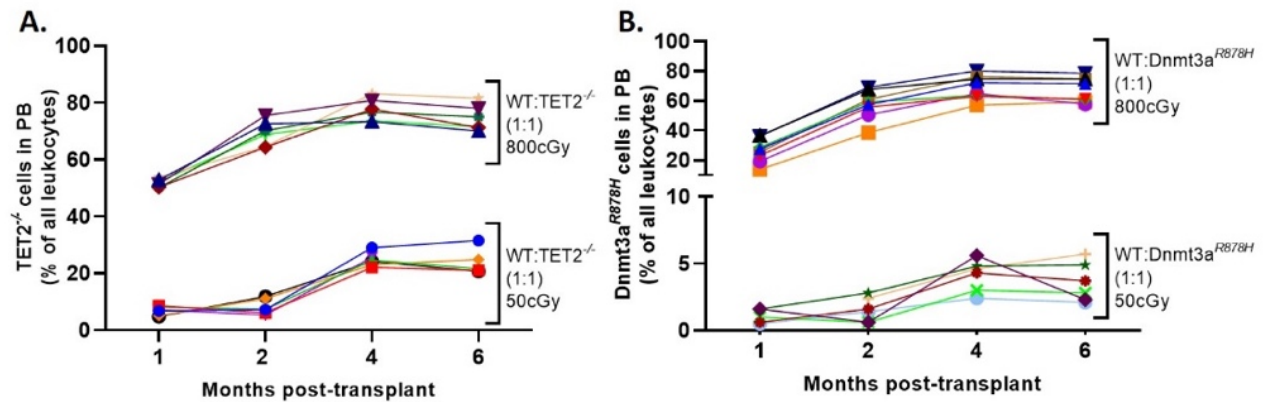 A.
TET2-/- cells in PB
(% of all leukocytes)
100
80
60
40
20
0
1 2 4 6
Months post-transplant
WT:TET2-/-
(1:1)
800cGy
WT:TET2-/-
(1:1)
50cGy
B.
Dnmt3aR878H cells in PB
(% of all leukocytes)
100
80
60
40
20
10
5
0
1 2 4 6
Months post-transplant
WT:Dnmt3aR878H
(1:1)
800cGy
WT:Dnmt3aR878H
(1:1)
50cGy